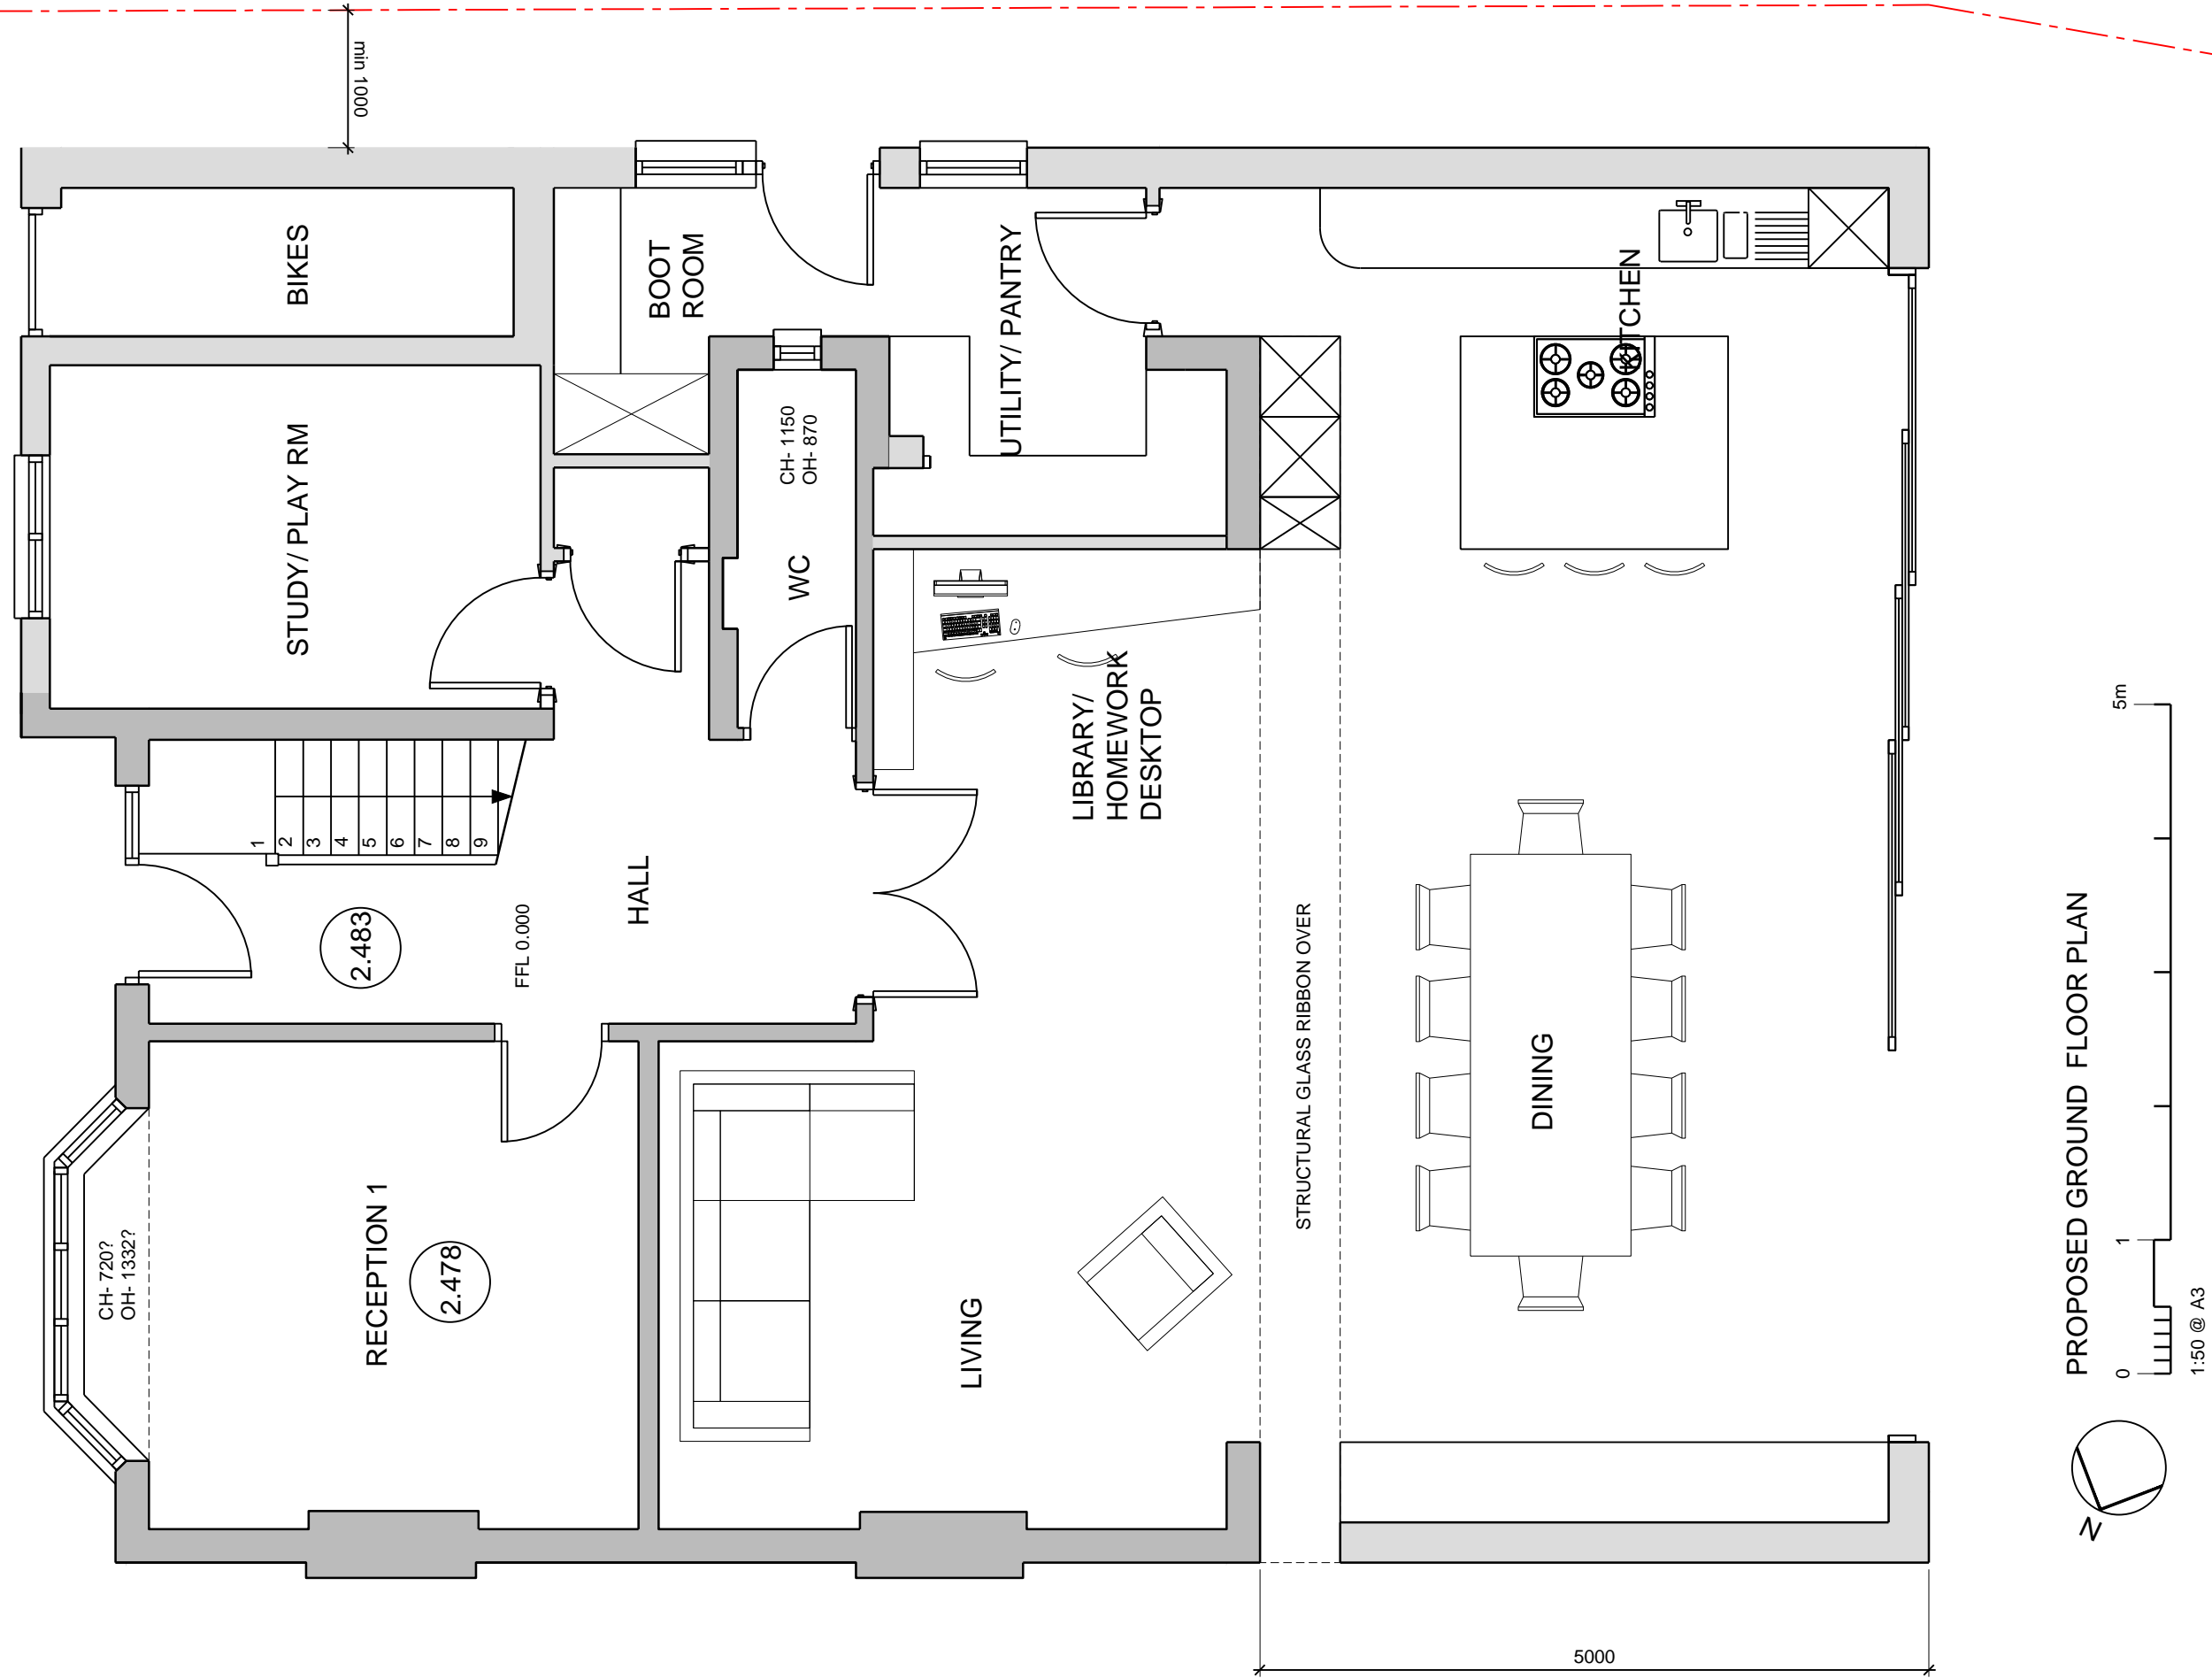 min 1000
BIKES
BOOT
ROOM
UTILITY/ PANTRY
KITCHEN
STUDY/ PLAY RM
CH- 1150
OH- 870
WC
LIBRARY/
HOMEWORK
DESKTOP
1
2
3
4
5
6
7
8
9
HALL
2.483
FFL 0.000
STRUCTURAL GLASS RIBBON OVER
DINING
RECEPTION 1
2.478
CH- 720?
OH- 1332?
LIVING
5000
PROPOSED GROUND FLOOR PLAN
0
1
5m
1:50 @ A3
N